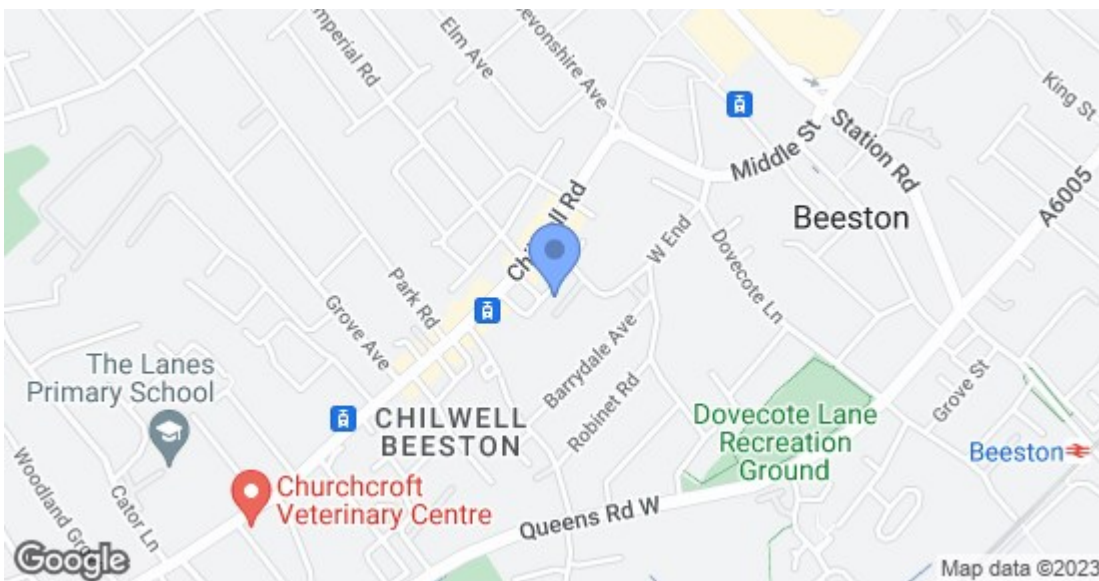 Imperial Rd
Elm Ave
Devonshire Ave
King St
Station Rd
Middle St
A6005
Chilwell Rd
Beeston
W End
Dovecote Ln
Park Rd
Grove Ave
Barrydale Ave
The Lanes
Primary School
Robinet Rd
Grove St
CHILWELL
BEESTON
Dovecote Lane
Recreation
Ground
Beeston
Woodland Gro
Cator Ln
Churchcroft
Veterinary Centre
Queens Rd W
Google
Map data ©2023